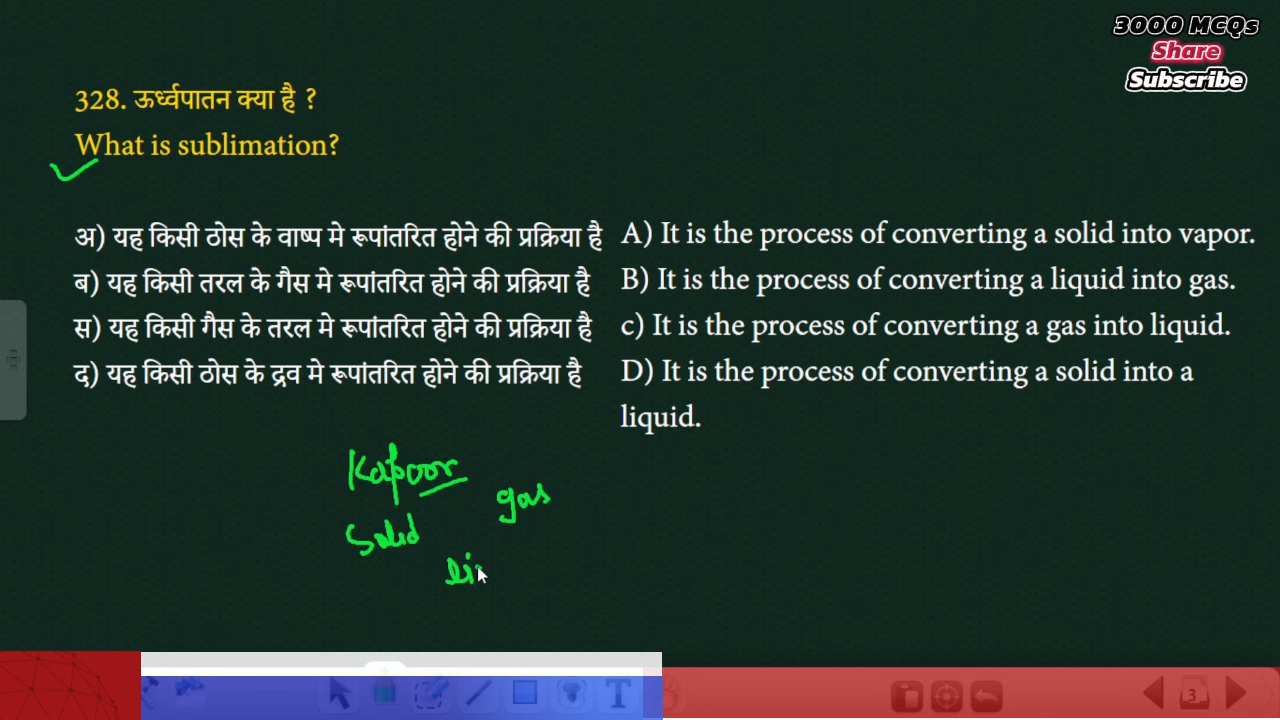 3000 MCQs
Share
Subscribe
328. ऊर्ध्वपातन क्या है ?
What is sublimation?
अ) यह किसी ठोस के वाष्प मे रूपांतरित होने की प्रक्रिया है
ब) यह किसी तरल के गैस मे रूपांतरित होने की प्रक्रिया है
स) यह किसी गैस के तरल मे रूपांतरित होने की प्रक्रिया है
द) यह किसी ठोस के द्रव मे रूपांतरित होने की प्रक्रिया है
A) It is the process of converting a solid into vapor.
B) It is the process of converting a liquid into gas.
c) It is the process of converting a gas into liquid.
D) It is the process of converting a solid into a
liquid.
Kapoor
gas
Solid
li
T
3